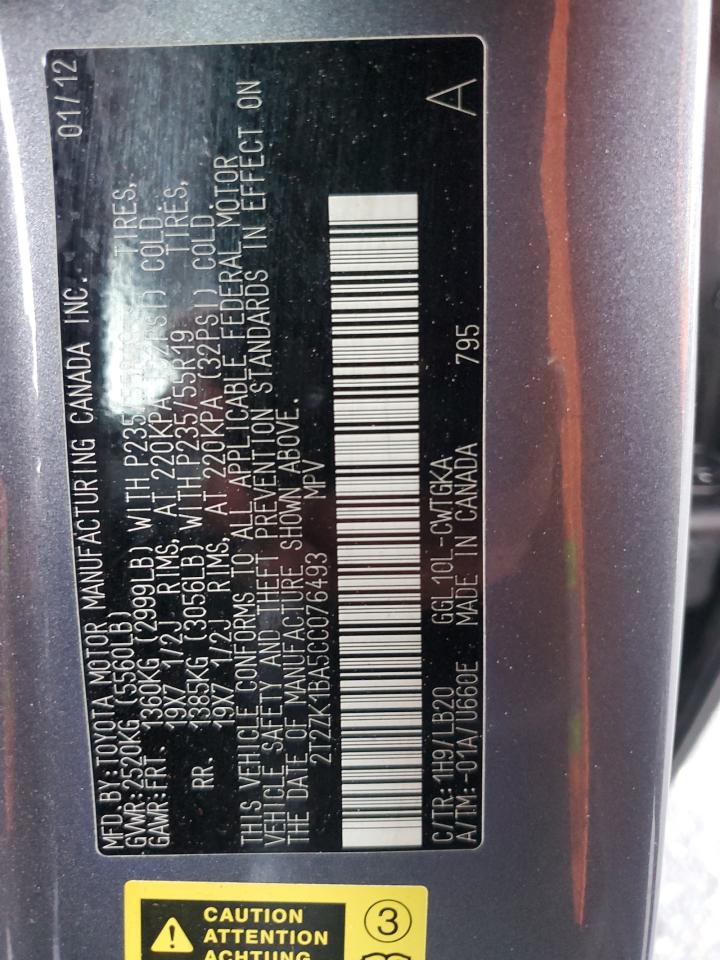 MFD.BY:TOYOTA MOTOR MANUFACTURING CANADA INC. 01/12
GVWR:2520KG (5560LB)
GAWR:FRT. 1360KG (2999LB) WITH TIRES,
19X7 1/2J RIMS, AT 220KPA COLD
RR. 1385KG (3056LB) WITH P235/55R19 TIRES,
19X7 1/2J RIMS, AT 220KPA (32PSI) COLD.
THIS VEHICLE CONFORMS TO ALL APPLICABLE FEDERAL MOTOR
VEHICLE SAFETY AND THEFT PREVENTION STANDARDS IN EFFECT ON
THE DATE OF MANUFACTURE SHOWN ABOVE.
2T2ZK1BA5CC076493 MPV
C/TR:1H9/LB20 GGL10L-CWTGKA A
A/TM:-01A/U660E MADE IN CANADA 795
CAUTION
ATTENTION
ACHTUNG
3